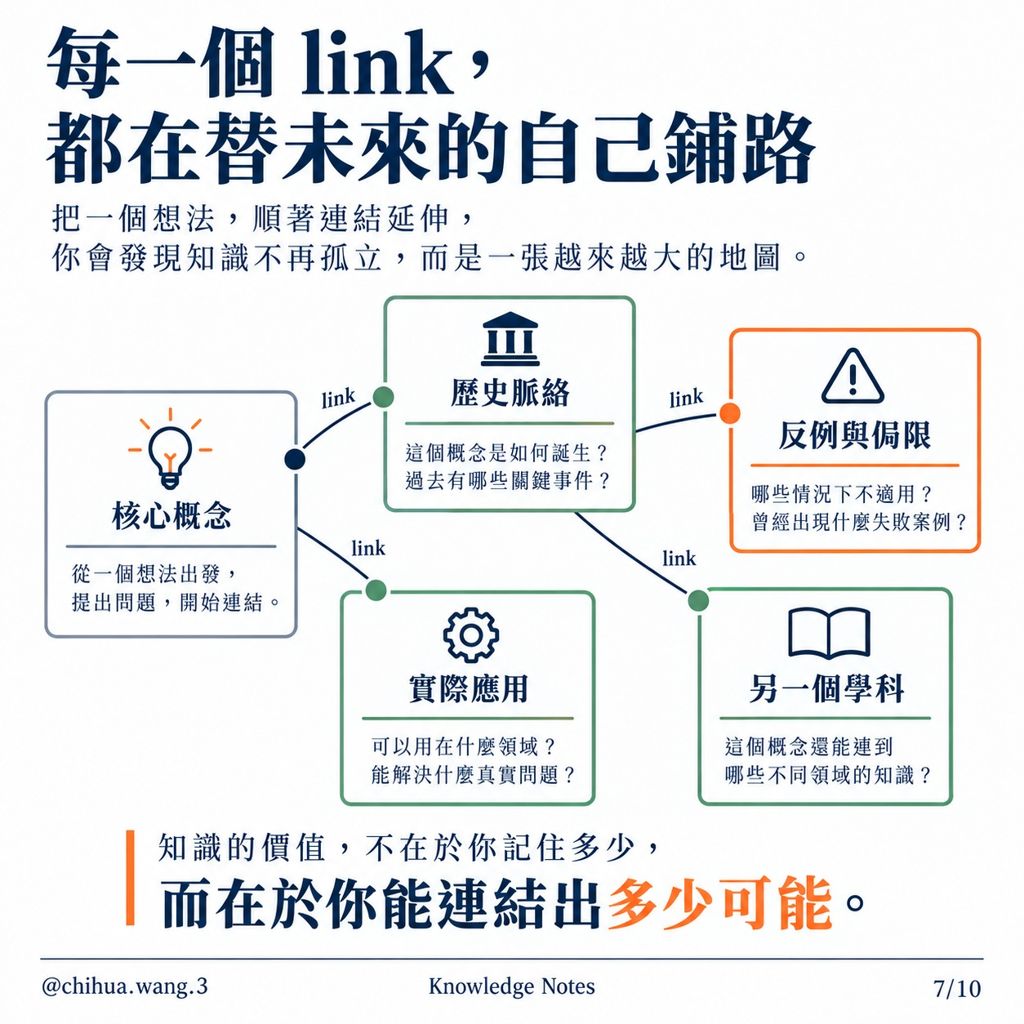 每一個 link，
都在替未來的自己鋪路
把一個想法，順著連結延伸，
你會發現知識不再孤立，而是一張越來越大的地圖。
核心概念
從一個想法出發，
提出問題，開始連結。
link
歷史脈絡
這個概念是如何誕生？
過去有哪些關鍵事件？
link
反例與侷限
哪些情況下不適用？
曾經出現什麼失敗案例？
link
實際應用
可以用在什麼領域？
能解決什麼真實問題？
link
另一個學科
這個概念還能連到
哪些不同領域的知識？
知識的價值，不在於你記住多少，
而在於你能連結出多少可能。
@chihua.wang.3
Knowledge Notes
7/10